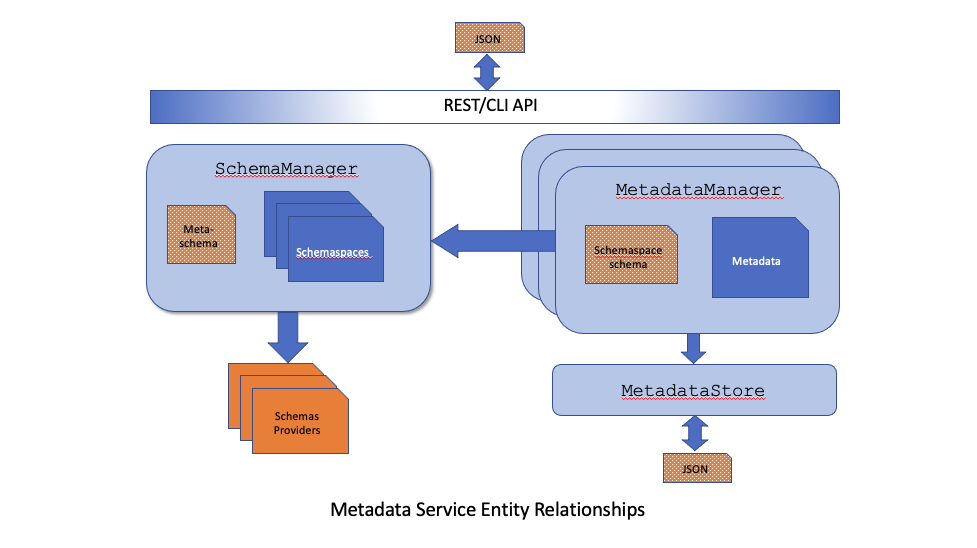 JSON
REST/CLI API
SchemaManager
Meta-
schema
Schemaspaces
MetadataManager
Schemaspace
schema
Metadata
Schemas
Providers
MetadataStore
JSON
Metadata Service Entity Relationships